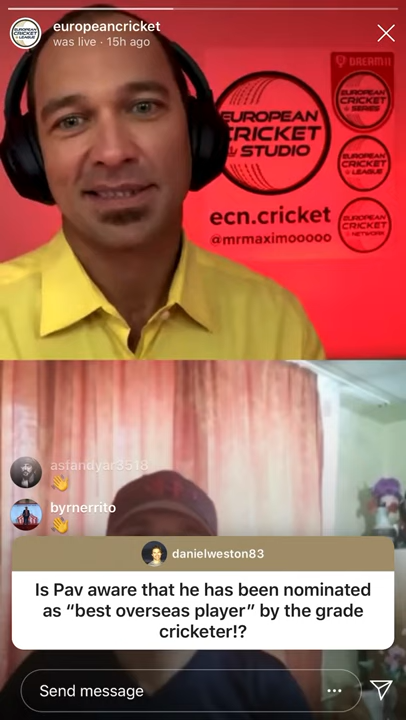 europeancricket
was live · 15h ago
DREAM11
EUROPEAN
CRICKET
STUDIO
EUROPEAN
CRICKET
SERIES
EUROPEAN
CRICKET
LEAGUE
EUROPEAN
CRICKET
NETWORK
ecn.cricket
@mrmaximooooo
asfandyar3518
👋
byrnerrito
👋
danielweston83
Is Pav aware that he has been nominated
as “best overseas player” by the grade
cricketer!?
Send message